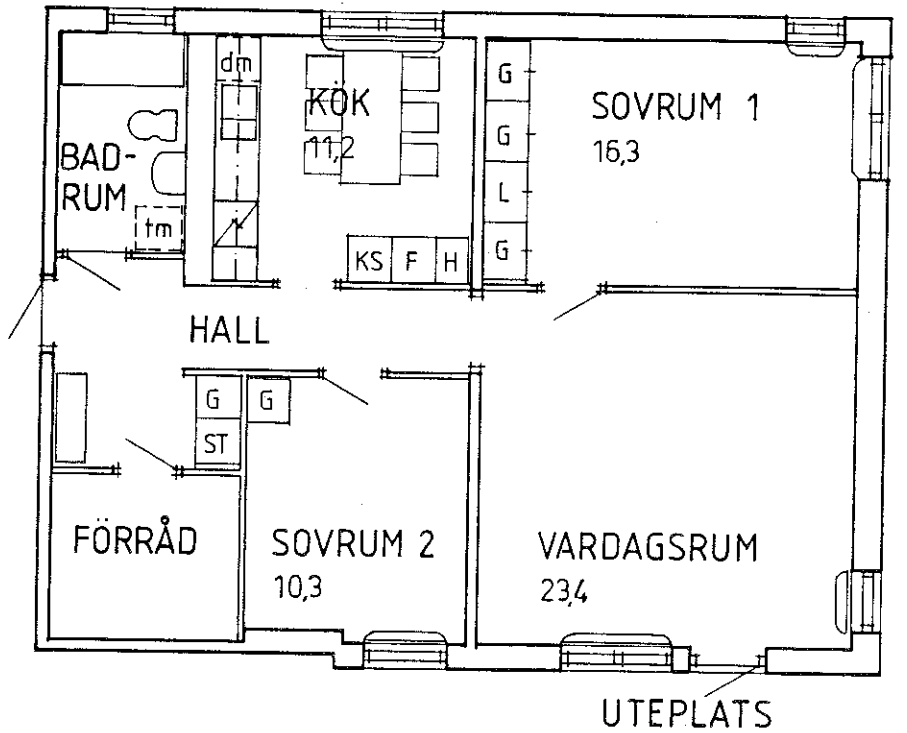 dm
KÖK
11,2
G
G
L
G
SOVRUM 1
16,3
BAD-
RUM
tm
KS F H
HALL
G
ST
G
FÖRRÅD
SOVRUM 2
10,3
VARDAGSRUM
23,4
UTEPLATS